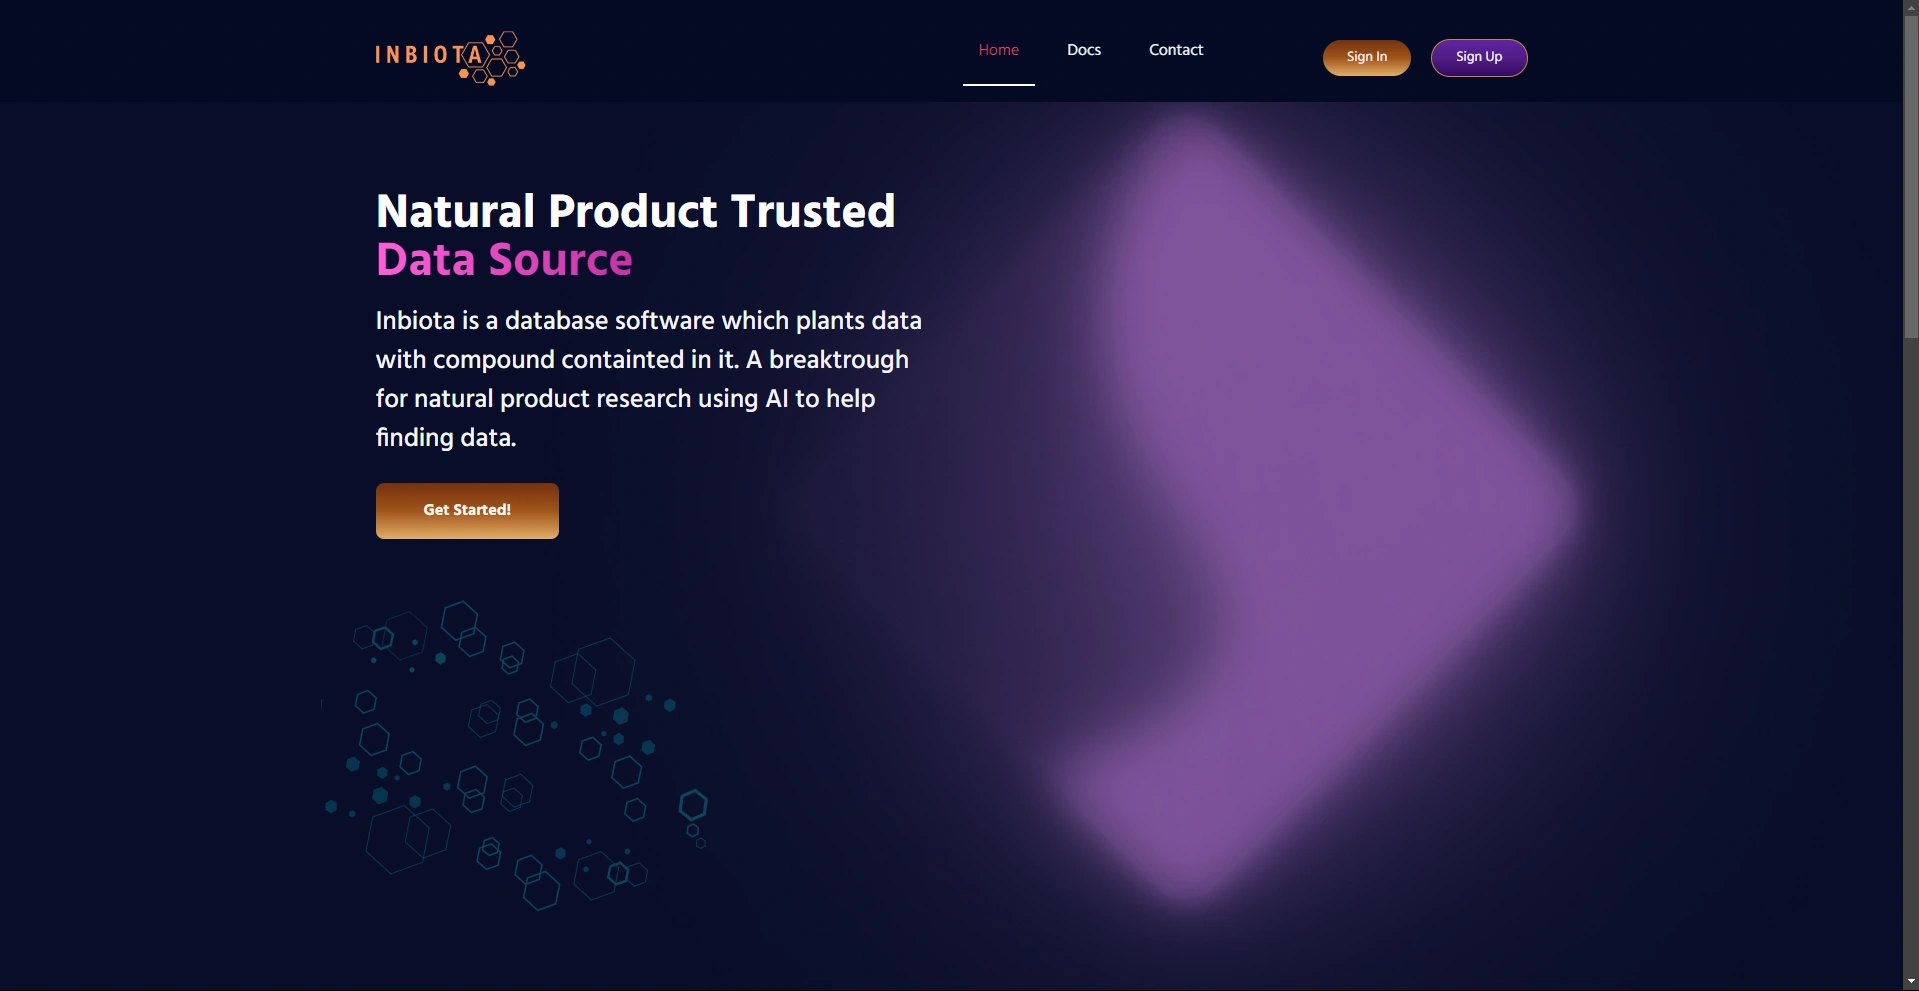 INBIOTA
Home
Docs
Contact
Sign In
Sign Up
Natural Product Trusted
Data Source
Inbiota is a database software which plants data
with compound containted in it. A breaktrough
for natural product research using AI to help
finding data.
Get Started!